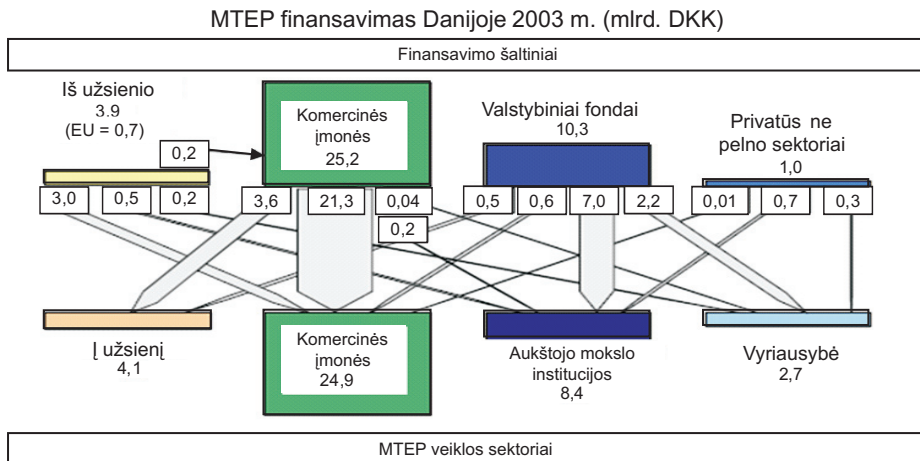 MTEP finansavimas Danijoje 2003 m. (mlrd. DKK)
Finansavimo šaltiniai
Iš užsienio
3.9
(EU = 0,7)
0,2
Komercinės
įmonės
25,2
Valstybiniai fondai
10,3
Privatūs ne
pelno sektoriai
1,0
3,0
0,5
0,2
3,6
21,3
0,04
0,2
0,5
0,6
7,0
2,2
0,01
0,7
0,3
Į užsienį
4,1
Komercinės
įmonės
24,9
Aukštojo mokslo
institucijos
8,4
Vyriausybė
2,7
MTEP veiklos sektoriai